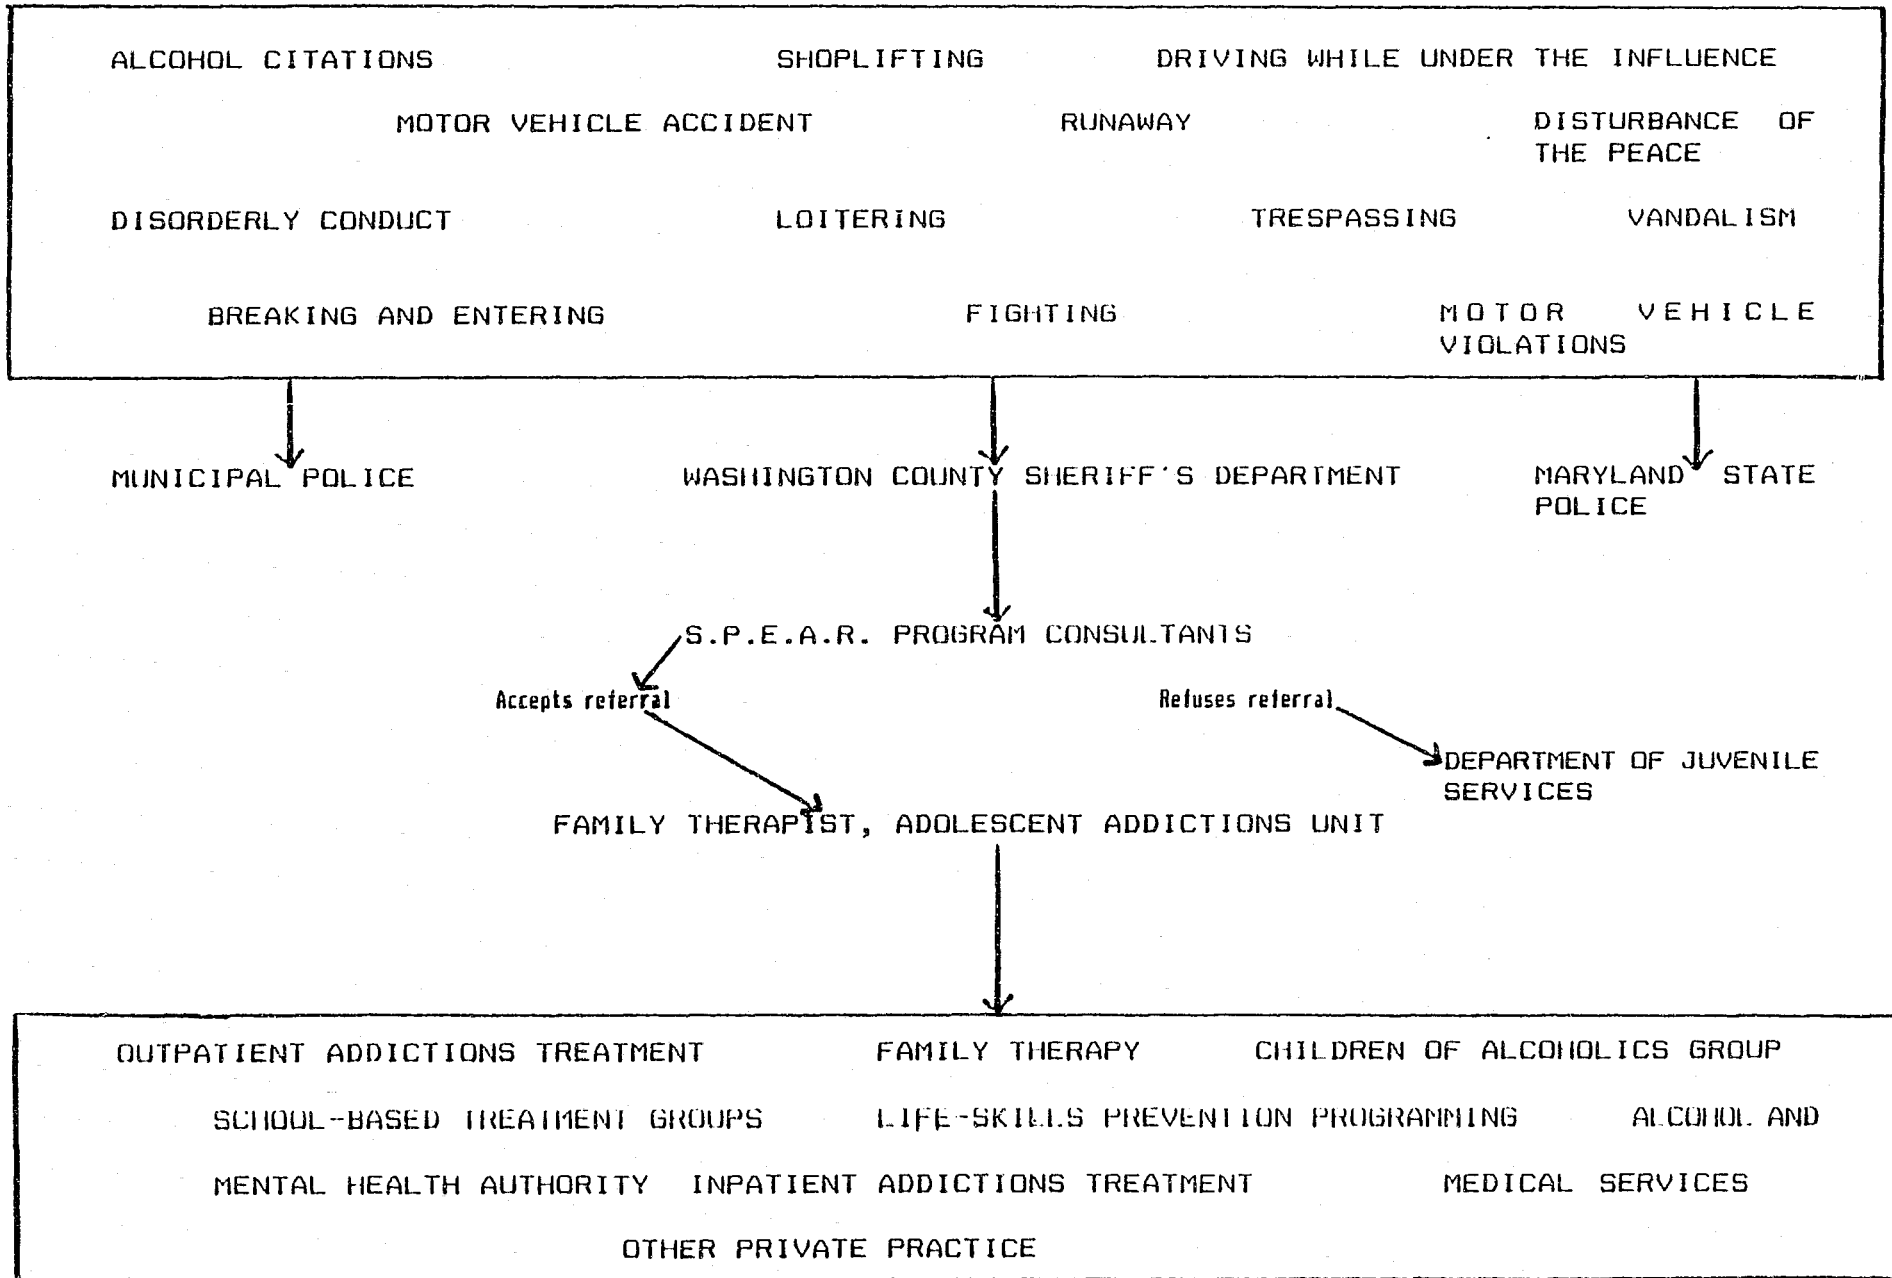 ALCOHOL CITATIONS SHOPLIFTING DRIVING WHILE UNDER THE INFLUENCE
MOTOR VEHICLE ACCIDENT RUNAWAY DISTURBANCE OF
THE PEACE
DISORDERLY CONDUCT LOITERING TRESPASSING VANDALISM
BREAKING AND ENTERING FIGHTING MOTOR VEHICLE
VIOLATIONS
MUNICIPAL POLICE WASHINGTON COUNTY SHERIFF'S DEPARTMENT MARYLAND STATE
POLICE
S.P.E.A.R. PROGRAM CONSULTANTS
Accepts referral Refuses referral
DEPARTMENT OF JUVENILE
SERVICES
FAMILY THERAPIST, ADOLESCENT ADDICTIONS UNIT
OUTPATIENT ADDICTIONS TREATMENT FAMILY THERAPY CHILDREN OF ALCOHOLICS GROUP
SCHOOL-BASED TREATMENT GROUPS LIFE-SKILLS PREVENTION PROGRAMMING ALCOHOL AND
MENTAL HEALTH AUTHORITY INPATIENT ADDICTIONS TREATMENT MEDICAL SERVICES
OTHER PRIVATE PRACTICE